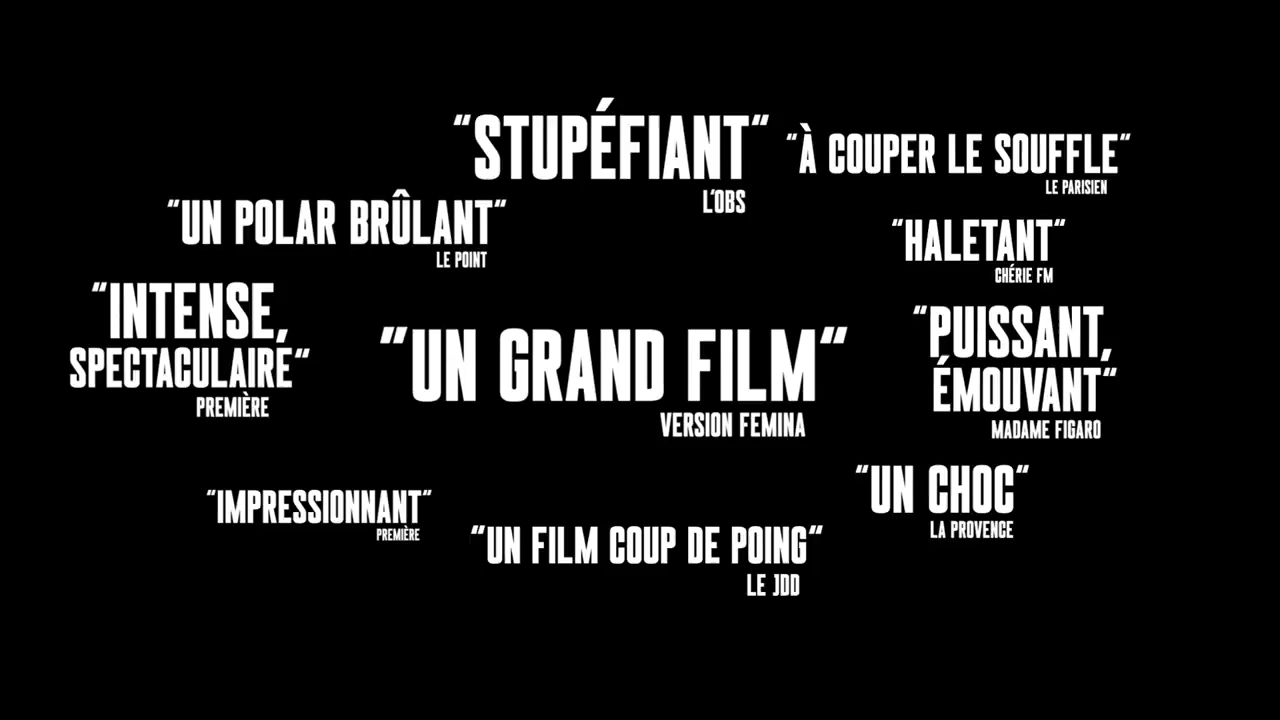 "STUPÉFIANT"
L'OBS
"À COUPER LE SOUFFLE"
LE PARISIEN
"UN POLAR BRÛLANT"
LE POINT
"HALETANT"
CHÉRIE FM
"INTENSE,
SPECTACULAIRE"
PREMIÈRE
"UN GRAND FILM"
VERSION FEMINA
"PUISSANT,
ÉMOUVANT"
MADAME FIGARO
"IMPRESSIONNANT"
PREMIÈRE
"UN FILM COUP DE POING"
LE JDD
"UN CHOC"
LA PROVENCE